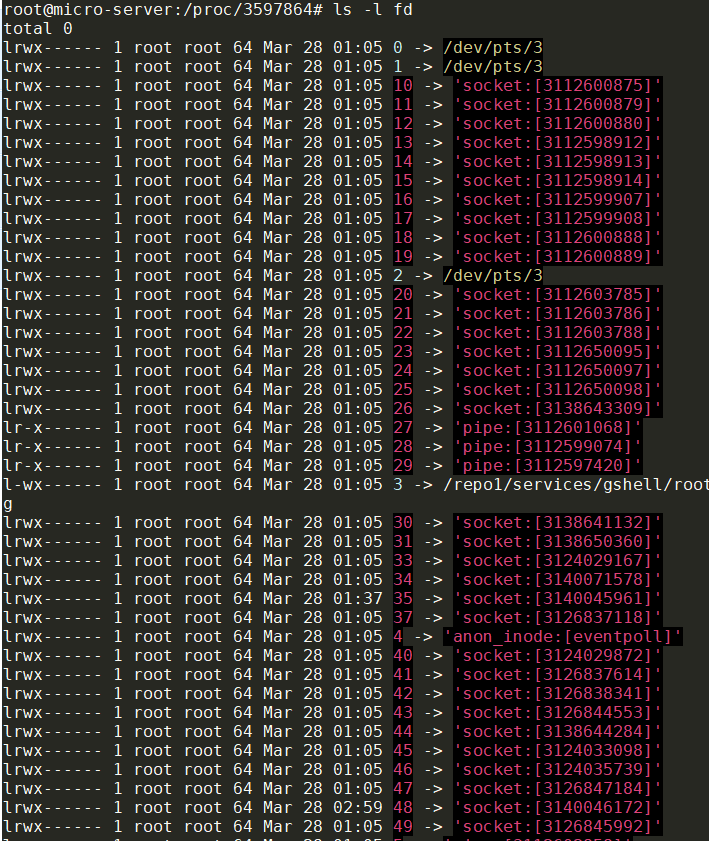 root@micro-server:/proc/3597864# ls -l fd
total 0
lrwx------ 1 root root 64 Mar 28 01:05 0 -> /dev/pts/3
lrwx------ 1 root root 64 Mar 28 01:05 1 -> /dev/pts/3
lrwx------ 1 root root 64 Mar 28 01:05 10 -> 'socket:[3112600875]'
lrwx------ 1 root root 64 Mar 28 01:05 11 -> 'socket:[3112600879]'
lrwx------ 1 root root 64 Mar 28 01:05 12 -> 'socket:[3112600880]'
lrwx------ 1 root root 64 Mar 28 01:05 13 -> 'socket:[3112598912]'
lrwx------ 1 root root 64 Mar 28 01:05 14 -> 'socket:[3112598913]'
lrwx------ 1 root root 64 Mar 28 01:05 15 -> 'socket:[3112598914]'
lrwx------ 1 root root 64 Mar 28 01:05 16 -> 'socket:[3112599907]'
lrwx------ 1 root root 64 Mar 28 01:05 17 -> 'socket:[3112599908]'
lrwx------ 1 root root 64 Mar 28 01:05 18 -> 'socket:[3112600888]'
lrwx------ 1 root root 64 Mar 28 01:05 19 -> 'socket:[3112600889]'
lrwx------ 1 root root 64 Mar 28 01:05 2 -> /dev/pts/3
lrwx------ 1 root root 64 Mar 28 01:05 20 -> 'socket:[3112603785]'
lrwx------ 1 root root 64 Mar 28 01:05 21 -> 'socket:[3112603786]'
lrwx------ 1 root root 64 Mar 28 01:05 22 -> 'socket:[3112603788]'
lrwx------ 1 root root 64 Mar 28 01:05 23 -> 'socket:[3112650095]'
lrwx------ 1 root root 64 Mar 28 01:05 24 -> 'socket:[3112650097]'
lrwx------ 1 root root 64 Mar 28 01:05 25 -> 'socket:[3112650098]'
lrwx------ 1 root root 64 Mar 28 01:05 26 -> 'socket:[3138643309]'
lr-x------ 1 root root 64 Mar 28 01:05 27 -> 'pipe:[3112601068]'
lr-x------ 1 root root 64 Mar 28 01:05 28 -> 'pipe:[3112599074]'
lr-x------ 1 root root 64 Mar 28 01:05 29 -> 'pipe:[3112597420]'
l-wx------ 1 root root 64 Mar 28 01:05 3 -> /repo1/services/gshell/root
g
lrwx------ 1 root root 64 Mar 28 01:05 30 -> 'socket:[3138641132]'
lrwx------ 1 root root 64 Mar 28 01:05 31 -> 'socket:[3138650360]'
lrwx------ 1 root root 64 Mar 28 01:05 33 -> 'socket:[3124029167]'
lrwx------ 1 root root 64 Mar 28 01:05 34 -> 'socket:[3140071578]'
lrwx------ 1 root root 64 Mar 28 01:37 35 -> 'socket:[3140045961]'
lrwx------ 1 root root 64 Mar 28 01:05 37 -> 'socket:[3126837118]'
lrwx------ 1 root root 64 Mar 28 01:05 4 -> 'anon_inode:[eventpoll]'
lrwx------ 1 root root 64 Mar 28 01:05 40 -> 'socket:[3124029872]'
lrwx------ 1 root root 64 Mar 28 01:05 41 -> 'socket:[3126837614]'
lrwx------ 1 root root 64 Mar 28 01:05 42 -> 'socket:[3126838341]'
lrwx------ 1 root root 64 Mar 28 01:05 43 -> 'socket:[3126844553]'
lrwx------ 1 root root 64 Mar 28 01:05 44 -> 'socket:[3138644284]'
lrwx------ 1 root root 64 Mar 28 01:05 45 -> 'socket:[3124033098]'
lrwx------ 1 root root 64 Mar 28 01:05 46 -> 'socket:[3124035739]'
lrwx------ 1 root root 64 Mar 28 01:05 47 -> 'socket:[3126847184]'
lrwx------ 1 root root 64 Mar 28 02:59 48 -> 'socket:[3140046172]'
lrwx------ 1 root root 64 Mar 28 01:05 49 -> 'socket:[3126845992]'